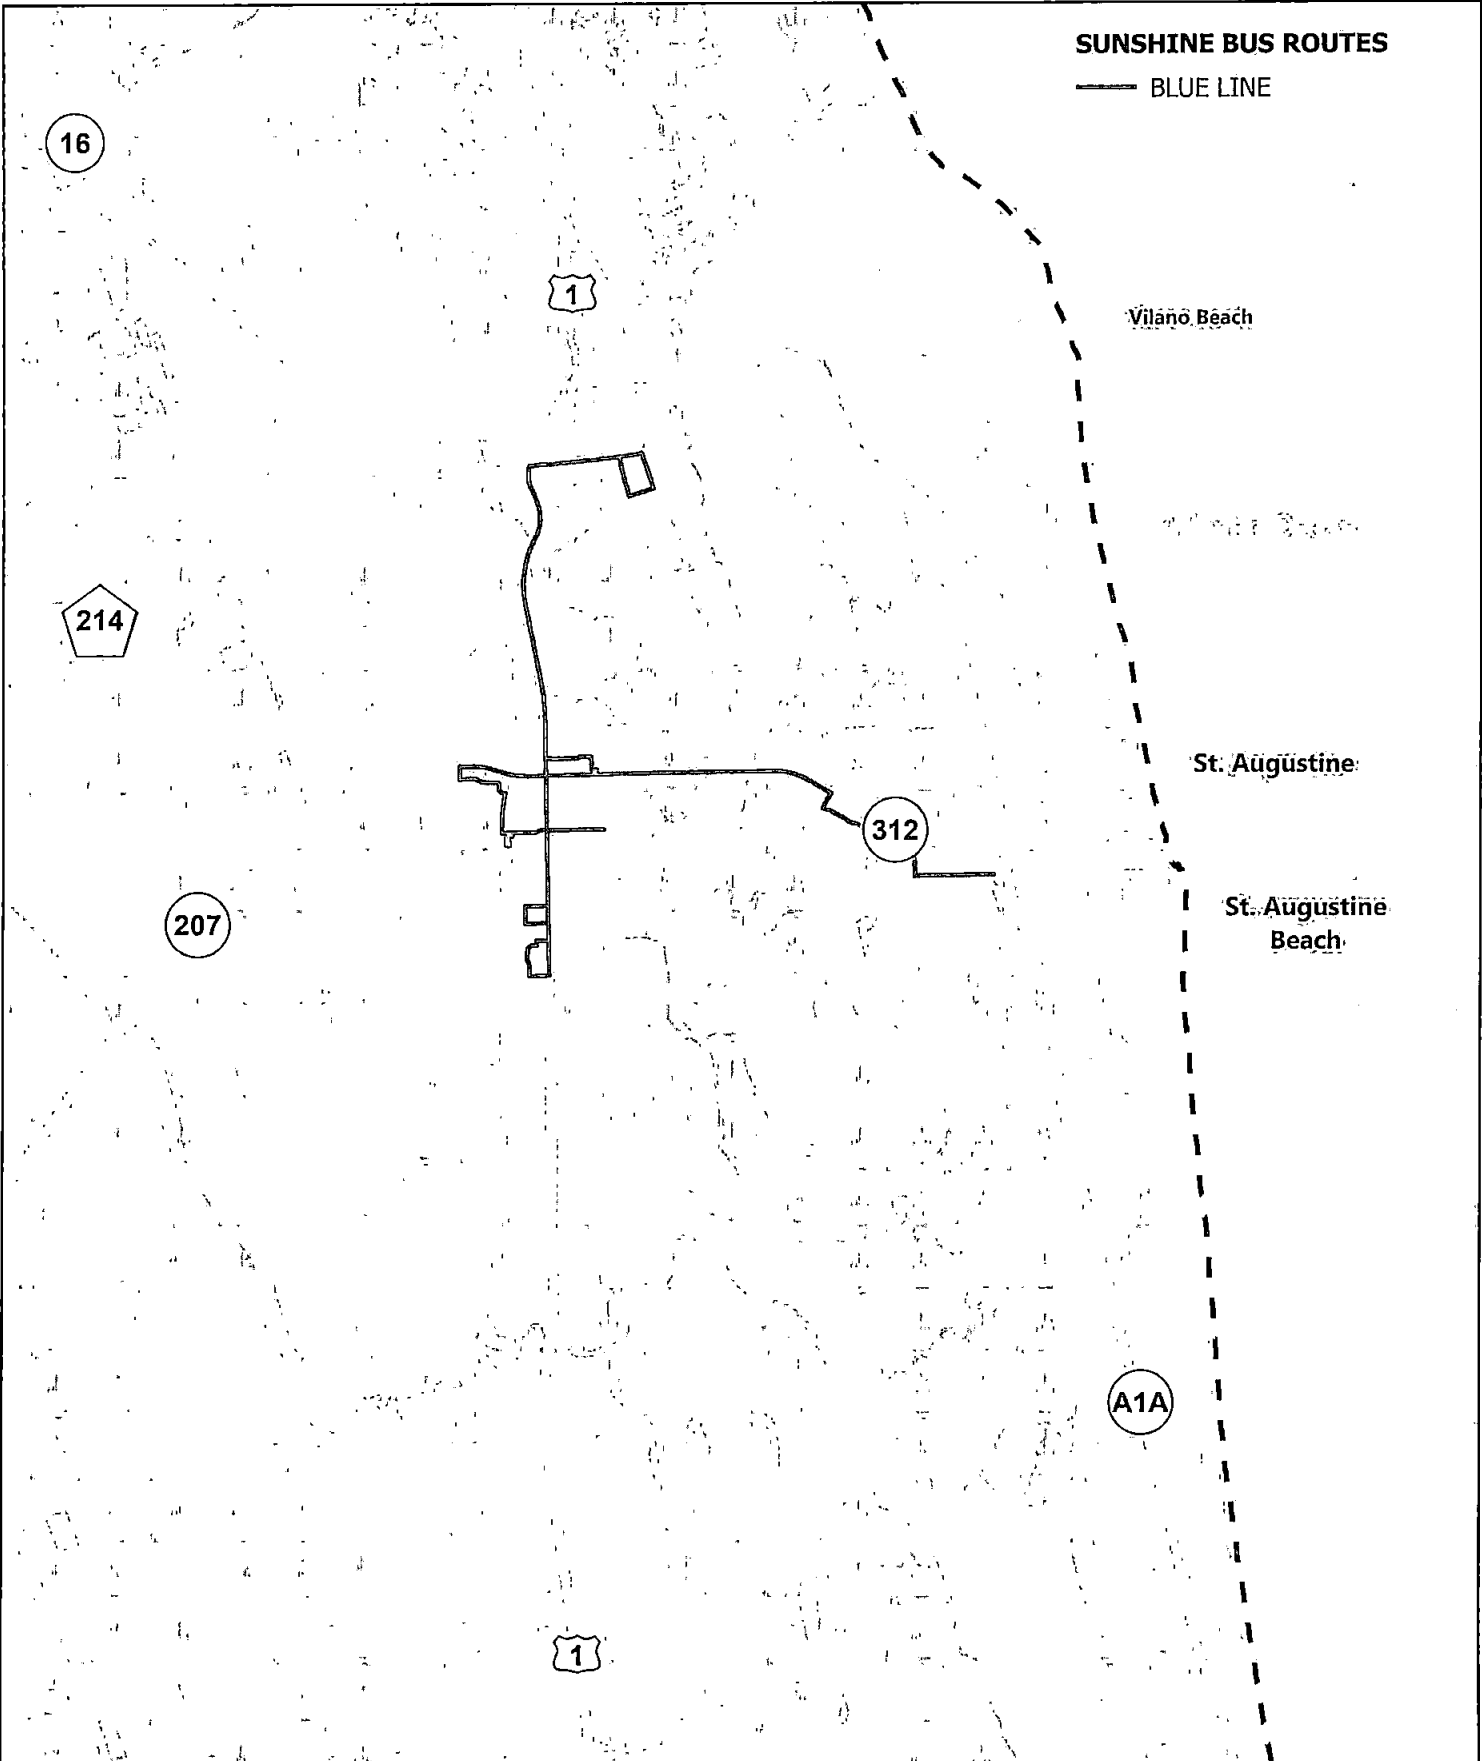 SUNSHINE BUS ROUTES
BLUE LINE
16
1
Vilano Beach
214
St. Augustine
312
St. Augustine
Beach
207
A1A
1